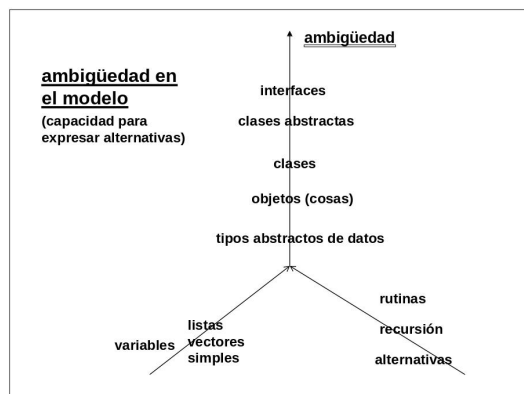 ambigüedad
ambigüedad en
el modelo
(capacidad para
expresar alternativas)
interfaces
clases abstractas
clases
objetos (cosas)
tipos abstractos de datos
variables
listas
vectores
simples
rutinas
recursión
alternativas